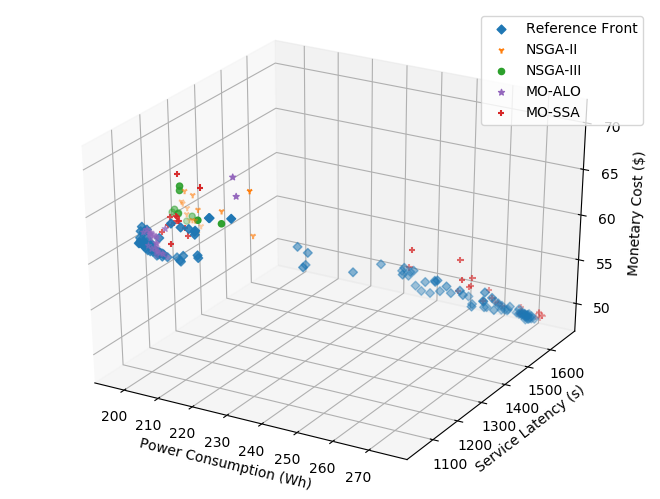 Reference Front
NSGA-II
NSGA-III
MO-ALO
MO-SSA
70
65
60
55
50
Monetary Cost ($)
200
210
220
230
240
250
260
270
Power Consumption (Wh)
1100
1200
1300
1400
1500
1600
Service Latency (s)